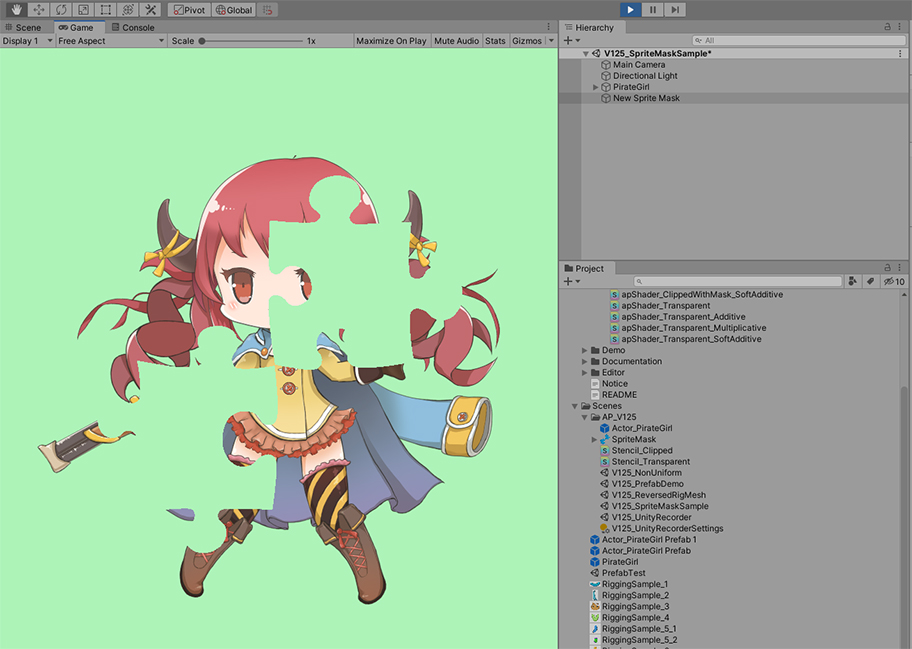 Pivot Global
Scene Game Console
Display 1 Free Aspect Scale 1x Maximize On Play Mute Audio Stats Gizmos
Hierarchy
All
V125_SpriteMaskSample*
Main Camera
Directional Light
PirateGirl
New Sprite Mask
Project
10
apShader_ClippedWithMask_SoftAdditive
apShader_Transparent
apShader_Transparent_Additive
apShader_Transparent_Multiplicative
apShader_Transparent_SoftAdditive
Demo
Documentation
Editor
Notice
README
Scenes
AP_V125
Actor_PirateGirl
SpriteMask
Stencil_Clipped
Stencil_Transparent
V125_NonUniform
V125_PrefabDemo
V125_ReversedRigMesh
V125_SpriteMaskSample
V125_UnityRecorder
V125_UnityRecorderSettings
Actor_PirateGirl Prefab 1
Actor_PirateGirl Prefab
PirateGirl
PrefabTest
RiggingSample_1
RiggingSample_2
RiggingSample_3
RiggingSample_4
RiggingSample_5_1
RiggingSample_5_2